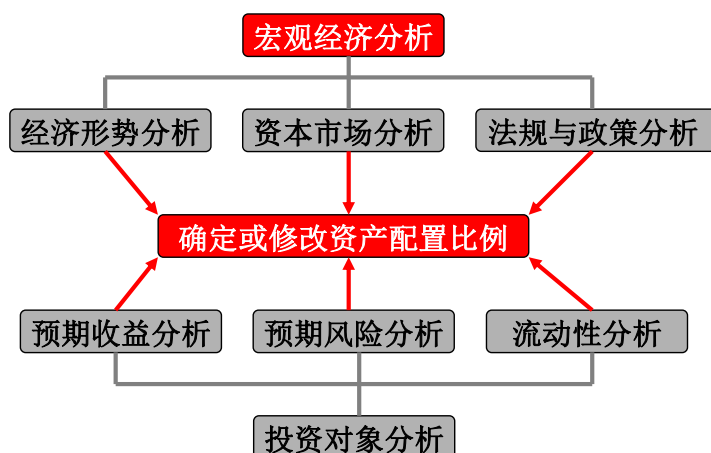 宏观经济分析
经济形势分析
资本市场分析
法规与政策分析
确定或修改资产配置比例
预期收益分析
预期风险分析
流动性分析
投资对象分析